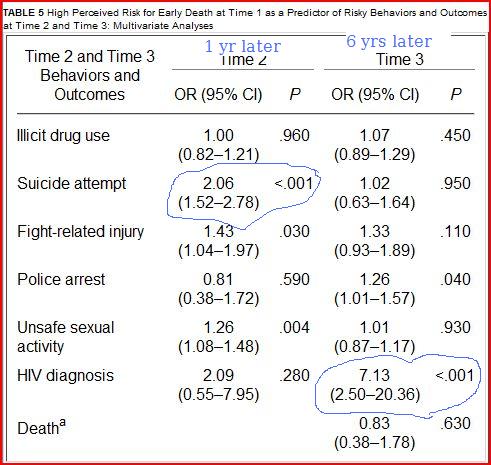 TABLE 5 High Perceived Risk for Early Death at Time 1 as a Predictor of Risky Behaviors and Outcomes
at Time 2 and Time 3: Multivariate Analyses
1 yr later 6 yrs later
Time 2 and Time 3 Time 2 Time 3
Behaviors and
Outcomes OR (95% CI) P OR (95% CI) P
Illicit drug use 1.00 .960 1.07 .450
(0.82–1.21) (0.89–1.29)
Suicide attempt 2.06 <.001 1.02 .950
(1.52–2.78) (0.63–1.64)
Fight-related injury 1.43 .030 1.33 .110
(1.04–1.97) (0.93–1.89)
Police arrest 0.81 .590 1.26 .040
(0.38–1.72) (1.01–1.57)
Unsafe sexual 1.26 .004 1.01 .930
activity (1.08–1.48) (0.87–1.17)
HIV diagnosis 2.09 .280 7.13 <.001
(0.55–7.95) (2.50–20.36)
Deathᵃ 0.83 .630
(0.38–1.78)